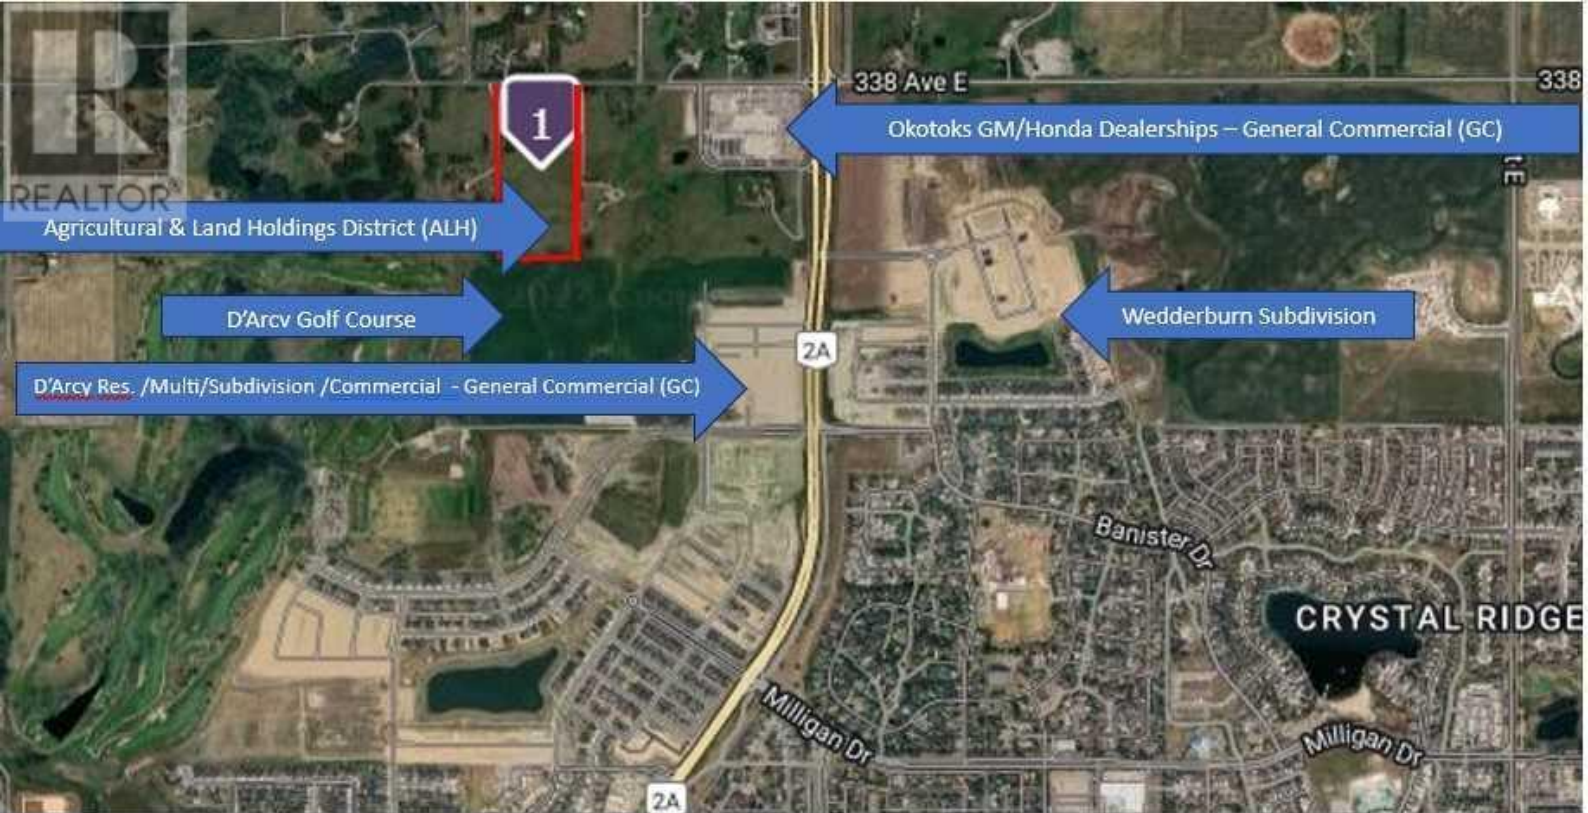 338 Ave E
338
1
Okotoks GM/Honda Dealerships – General Commercial (GC)
REALTOR®
Agricultural & Land Holdings District (ALH)
D'Arcv Golf Course
Wedderburn Subdivision
2A
D'Arcy Res. /Multi/Subdivision /Commercial - General Commercial (GC)
Banister Dr
CRYSTAL RIDGE
Milligan Dr
Milligan Dr
2A